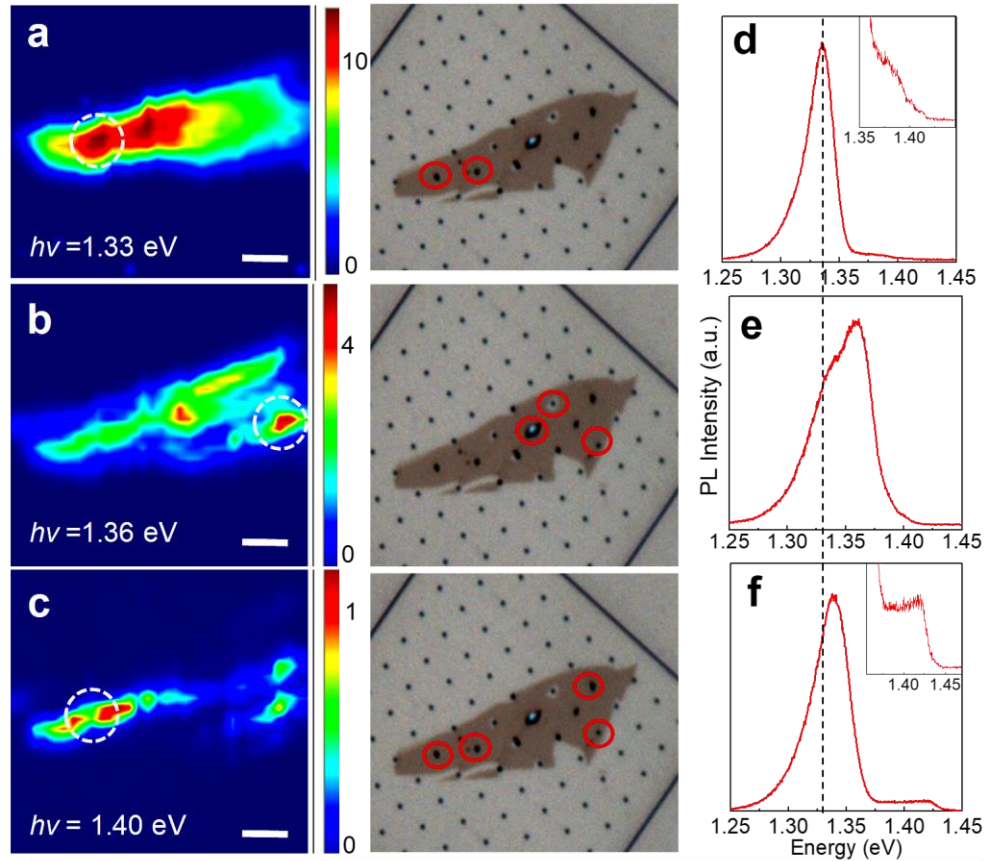 a
10
0
hν =1.33 eV
b
4
0
hν =1.36 eV
c
1
0
hν = 1.40 eV
d
1.35 1.40
1.25 1.30 1.35 1.40 1.45
e
1.25 1.30 1.35 1.40 1.45
f
1.40 1.45
1.25 1.30 1.35 1.40 1.45
PL Intensity (a.u.)
Energy (eV)